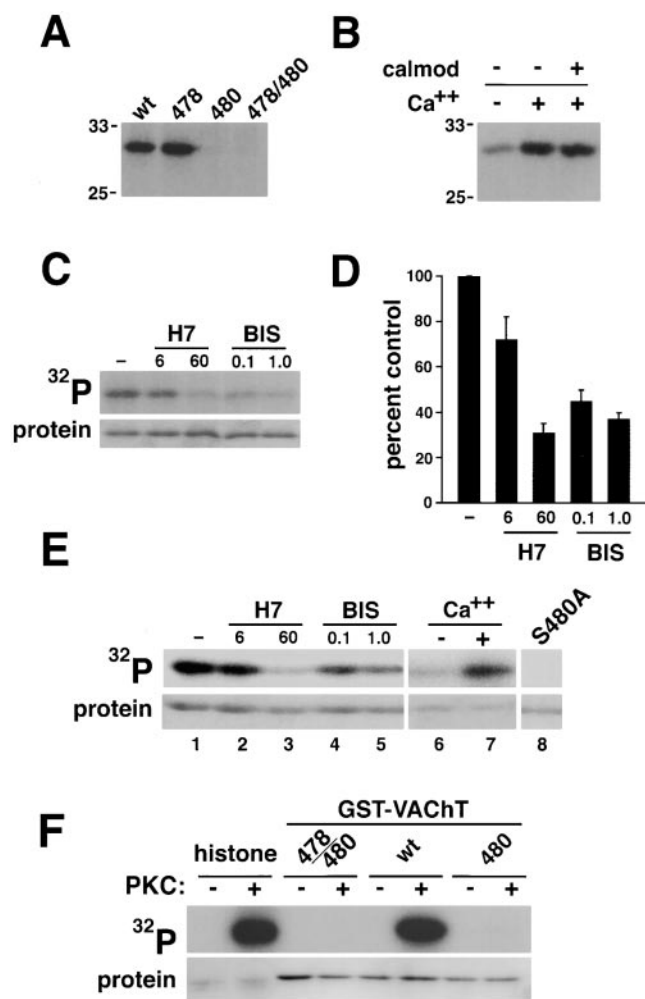 A
wt 478 480 478/480
33-
25-
B
calmod - - +
Ca++ - + +
33-
25-
C
H7 BIS
– 6 60 0.1 1.0
32P
protein
D
percent control
100
80
60
40
20
0
– 6 60 0.1 1.0
H7 BIS
E
H7 BIS Ca++ S480A
– 6 60 0.1 1.0 - +
32P
protein
1 2 3 4 5 6 7 8
F
GST-VAChT
histone 478/480 wt 480
PKC: - + - + - + - +
32P
protein